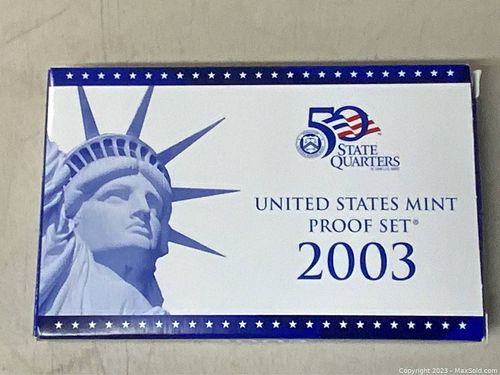 50
STATE
QUARTERS
UNITED STATES MINT
PROOF SET®
2003
Copyright 2023 - MaxSold.com